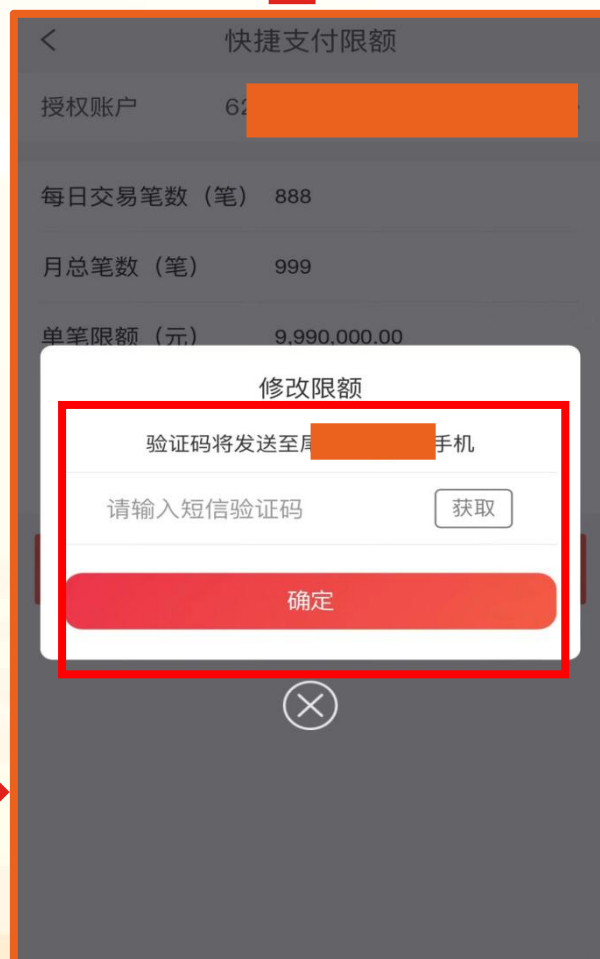 快捷支付限额
授权账户 62
每日交易笔数（笔） 888
月总笔数（笔） 999
单笔限额（元） 9,990,000.00
修改限额
验证码将发送至尾 手机
请输入短信验证码 获取
确定